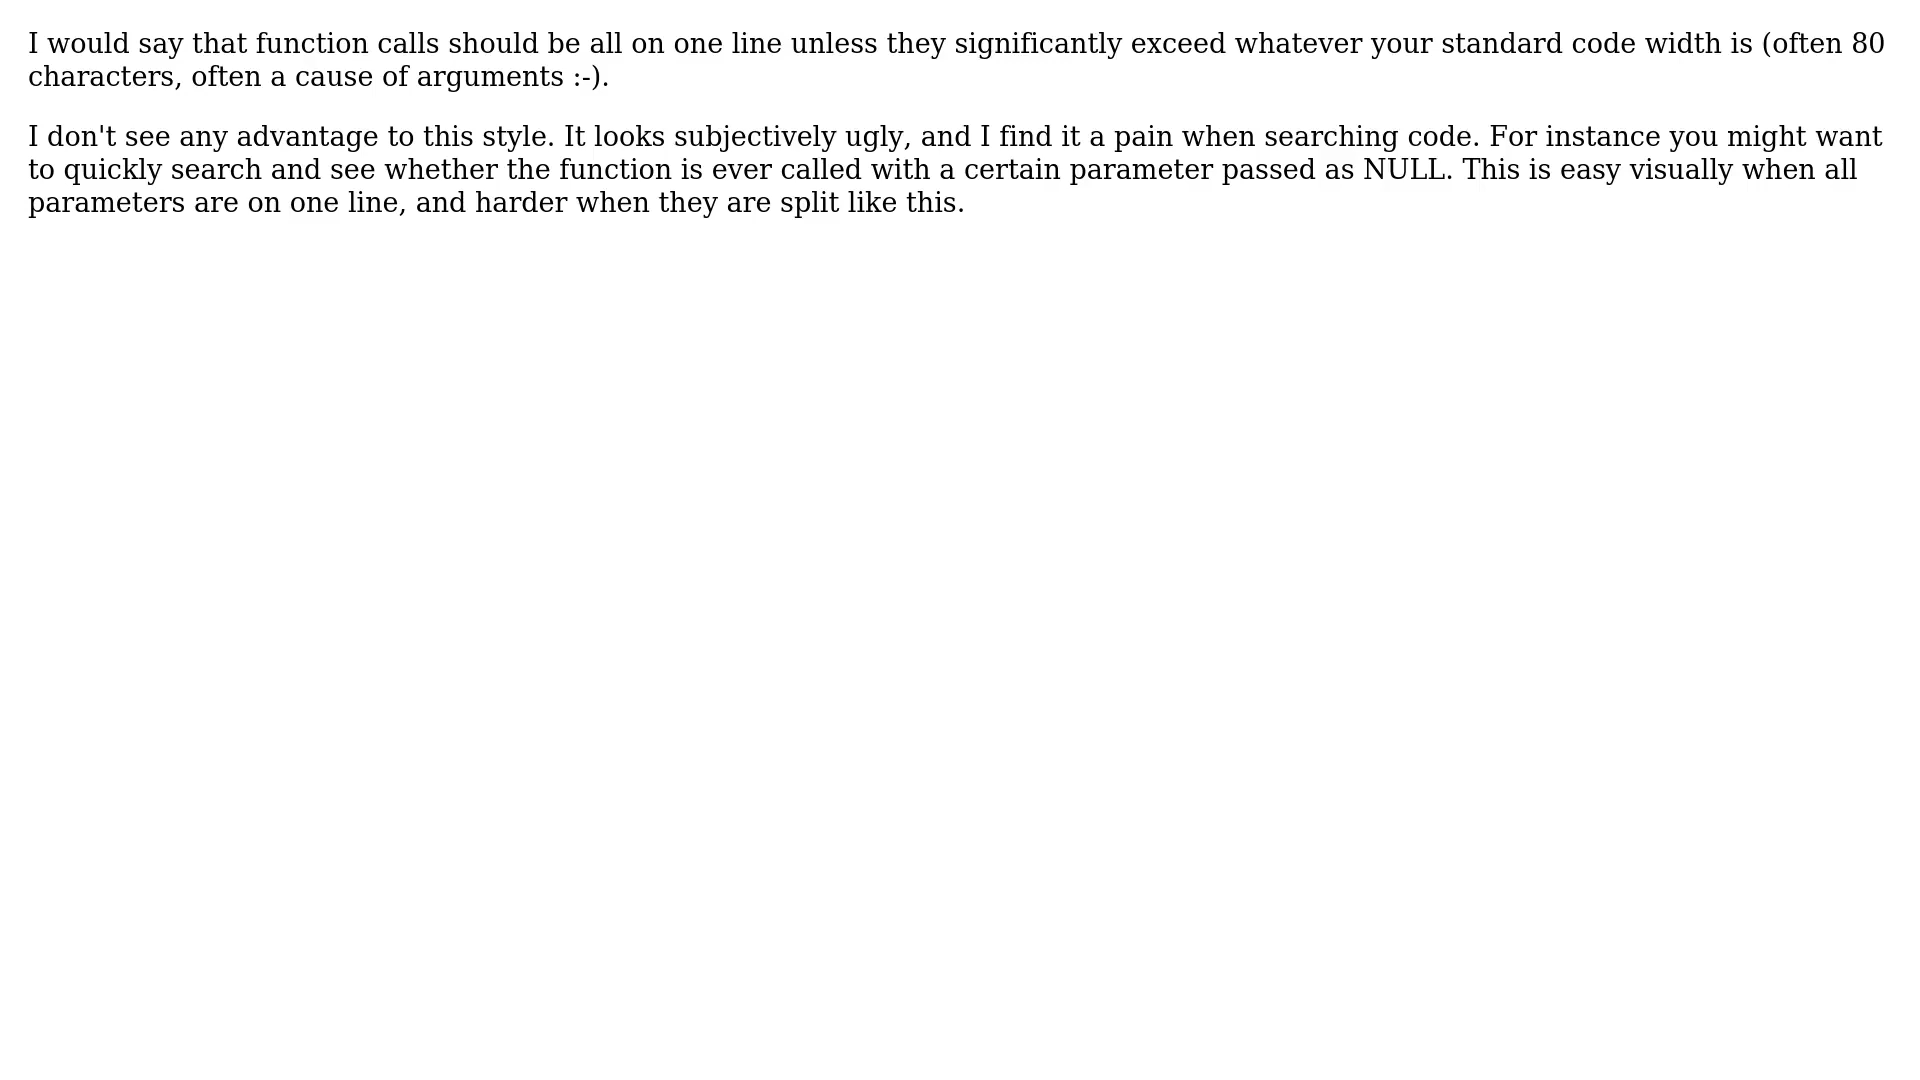 I would say that function calls should be all on one line unless they significantly exceed whatever your standard code width is (often 80
characters, often a cause of arguments :-).
I don't see any advantage to this style. It looks subjectively ugly, and I find it a pain when searching code. For instance you might want
to quickly search and see whether the function is ever called with a certain parameter passed as NULL. This is easy visually when all
parameters are on one line, and harder when they are split like this.